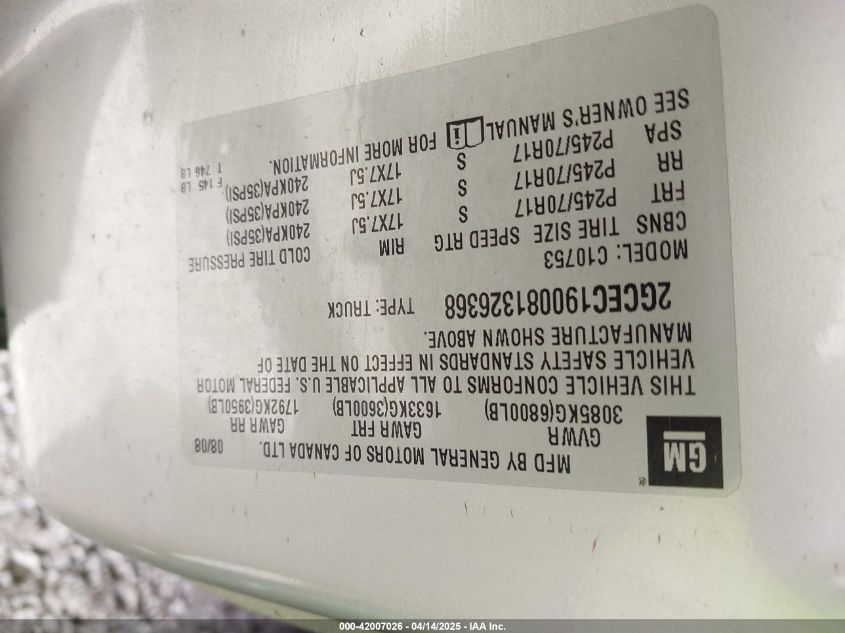 GM
MFD BY GENERAL MOTORS OF CANADA LTD. 08/08
GVWR GAWR FRT GAWR RR
3085KG(6800LB) 1633KG(3600LB) 1792KG(3950LB)
THIS VEHICLE CONFORMS TO ALL APPLICABLE U.S. FEDERAL MOTOR
VEHICLE SAFETY STANDARDS IN EFFECT ON THE DATE OF
MANUFACTURE SHOWN ABOVE.
2GCEC190081326368 TYPE: TRUCK
MODEL: C10753
CBNS TIRE SIZE SPEED RTG RIM COLD TIRE PRESSURE
FRT P245/70R17 S 17X7.5J 240KPA(35PSI)
RR P245/70R17 S 17X7.5J 240KPA(35PSI)
SPA P245/70R17 S 17X7.5J 240KPA(35PSI)
SEE OWNER'S MANUAL i FOR MORE INFORMATION.
F 145 LB
T 746 LB
000-42007026 - 04/14/2025 - IAA Inc.